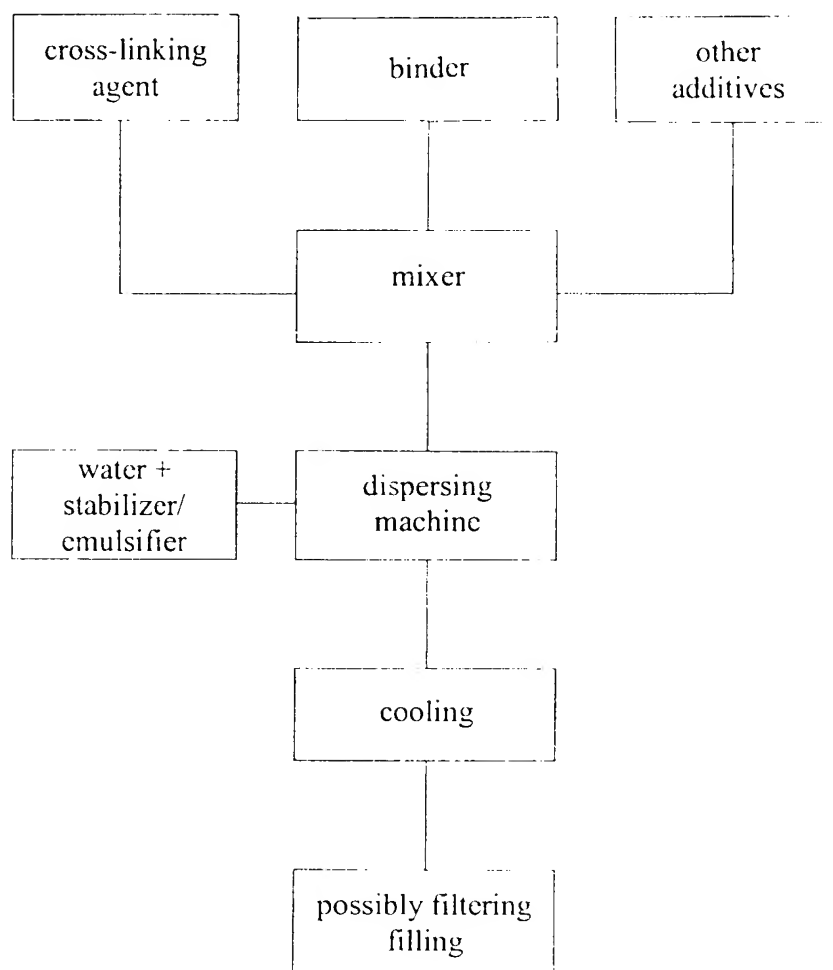 cross-linking
agent
binder
other
additives
mixer
water +
stabilizer/
emulsifier
dispersing
machine
cooling
possibly filtering
filling